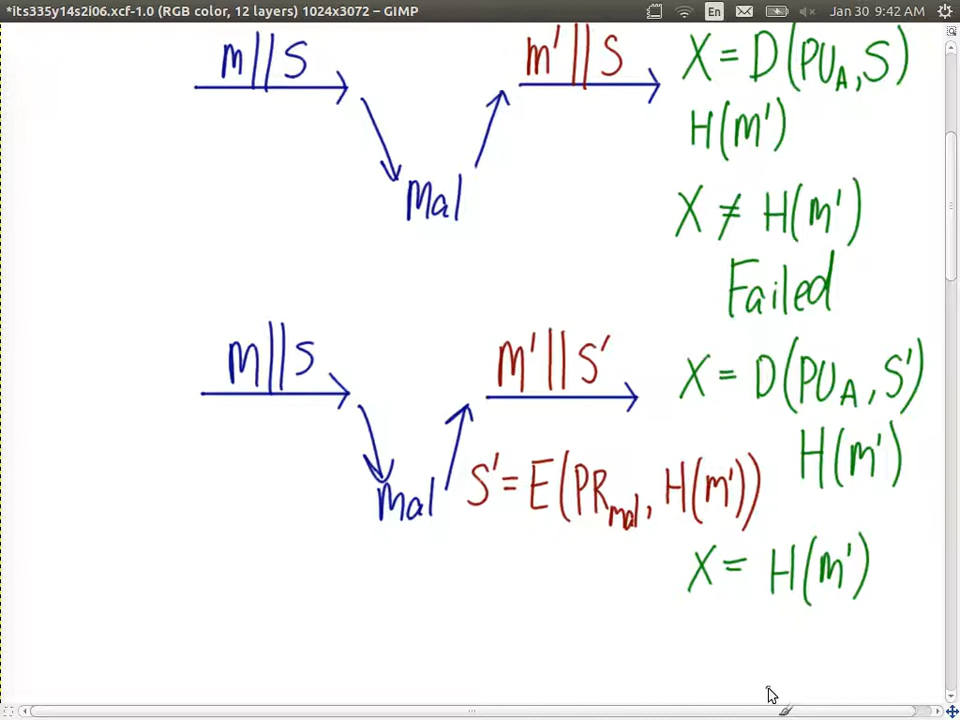 *its335y14s2i06.xcf-1.0 (RGB color, 12 layers) 1024x3072 – GIMP En Jan 30 9:42 AM
m||S m'||S X = D(PU_A, S)
H(m')
Mal X ≠ H(m')
Failed
m||S m'||S' X = D(PU_A, S')
H(m')
Mal S' = E(PR_mal, H(m'))
X = H(m')